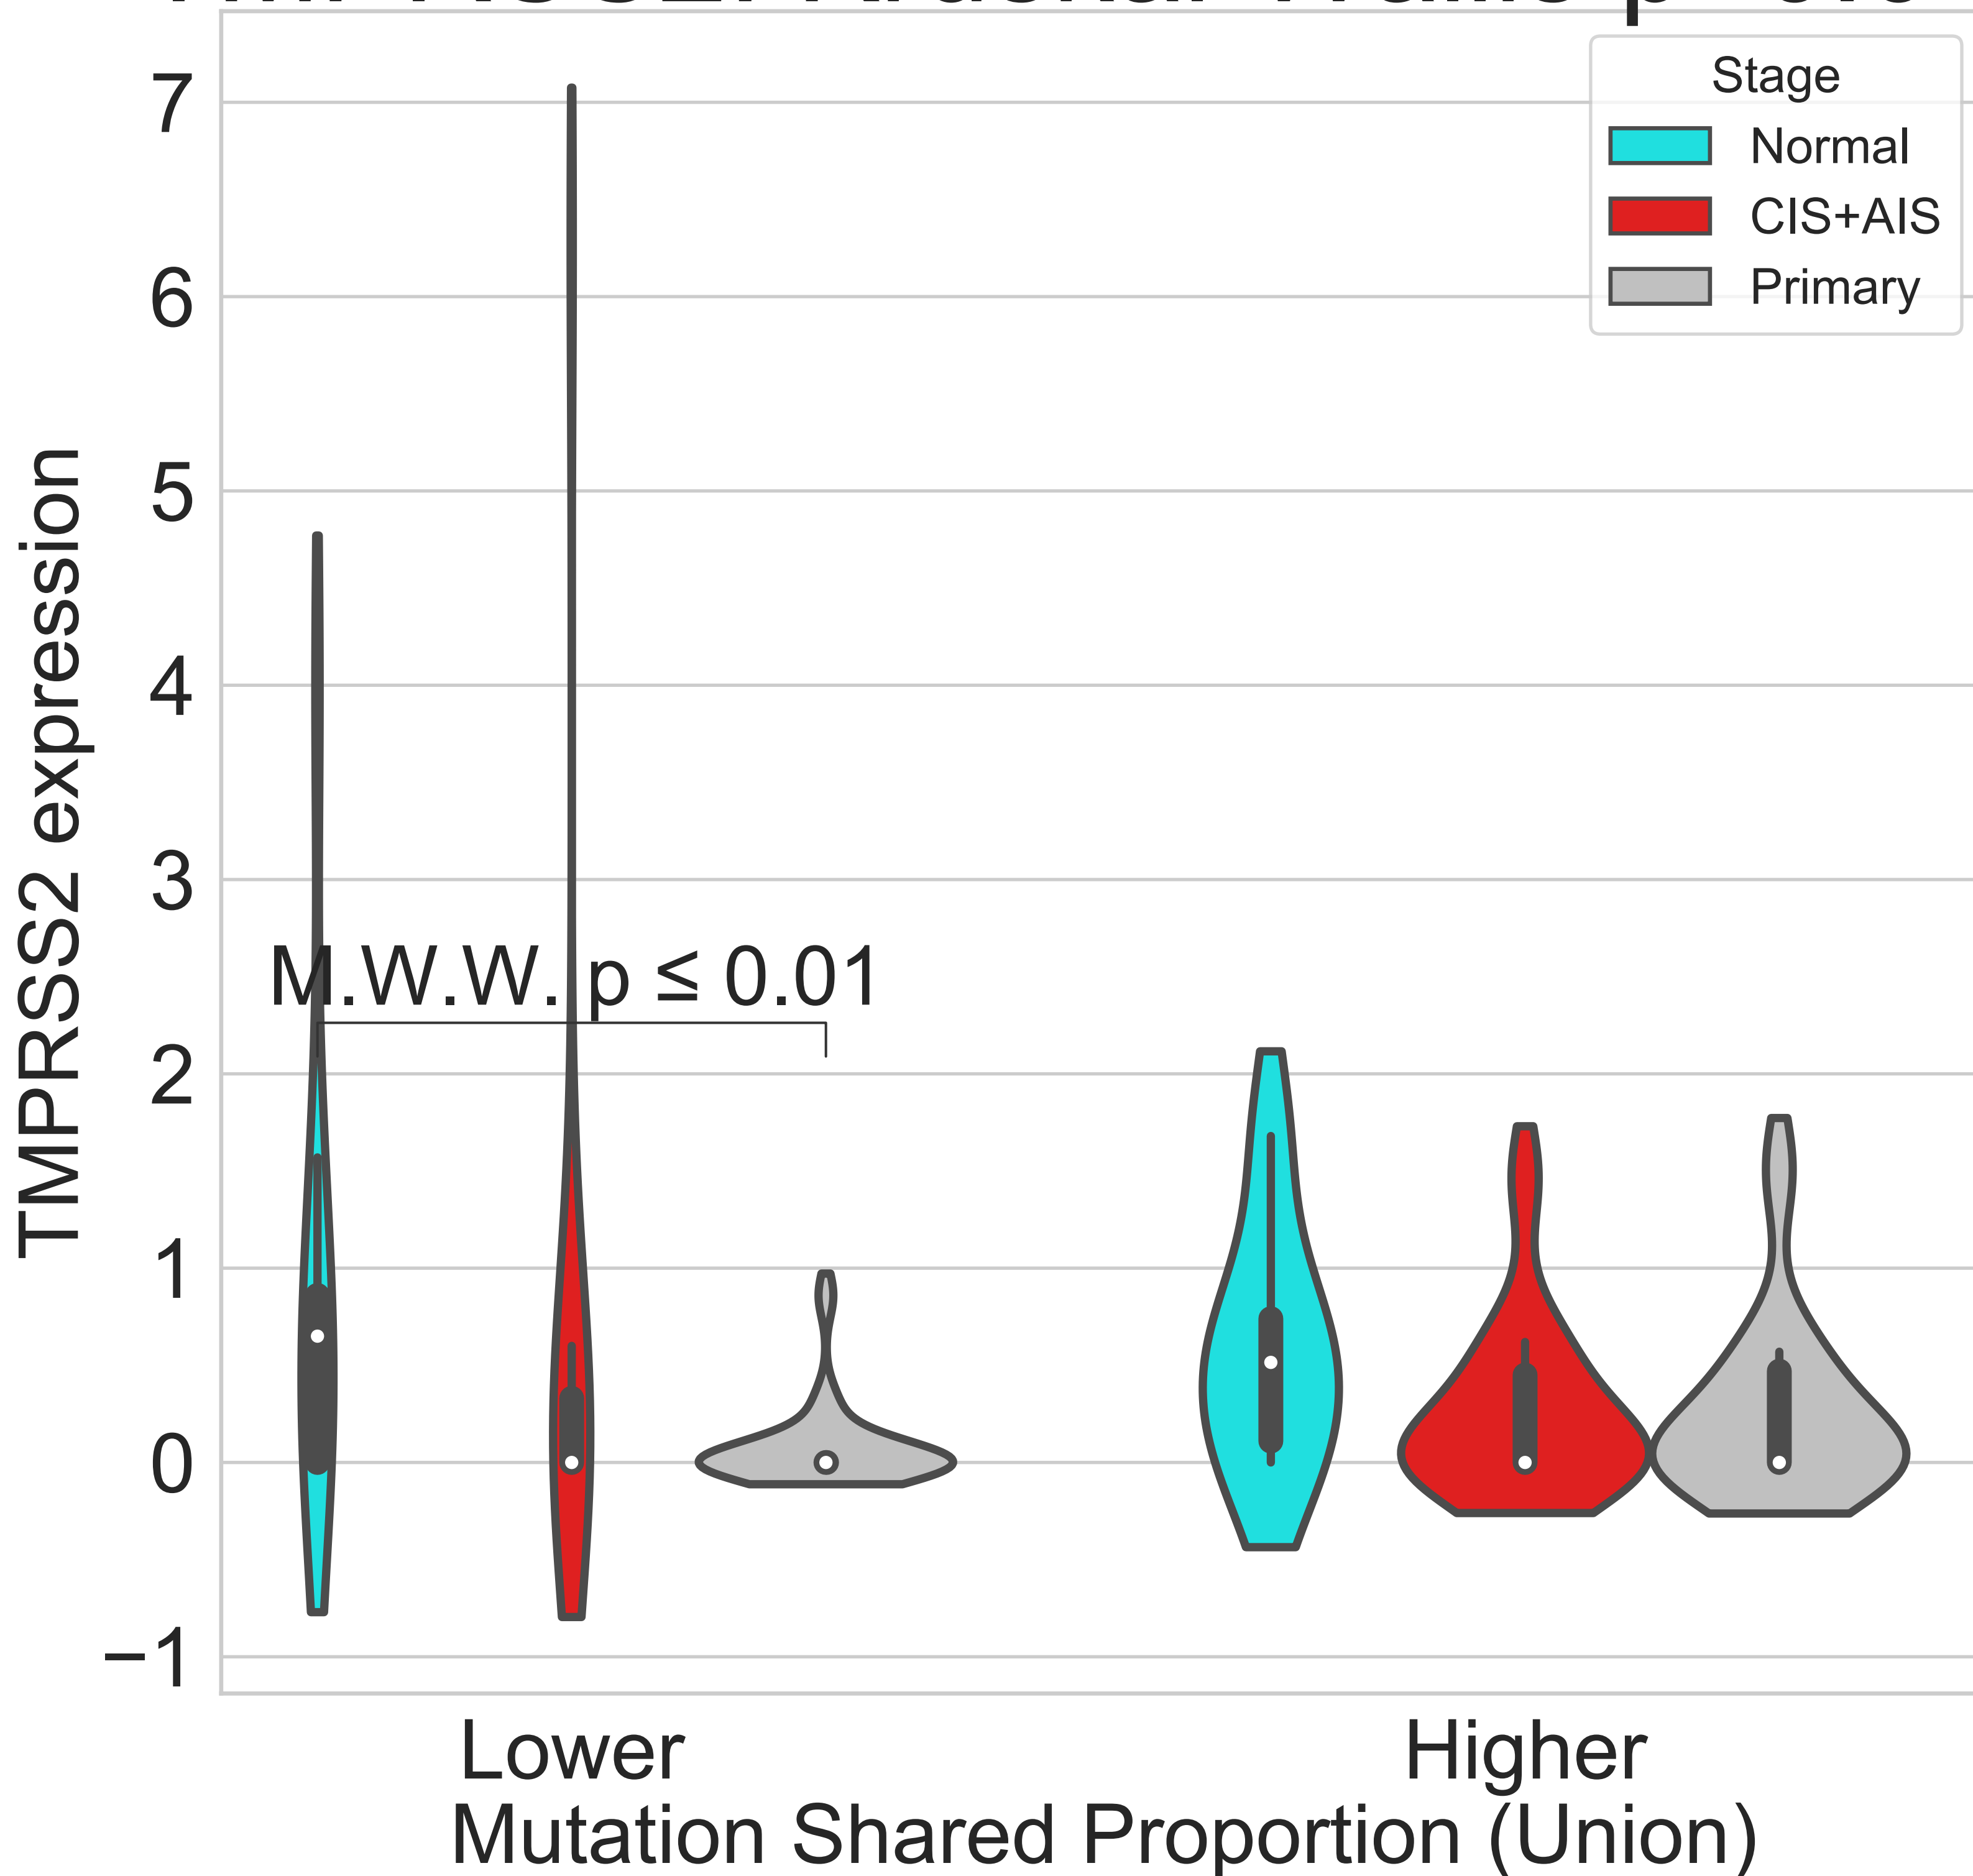 Stage
Normal
CIS+AIS
Primary
7
6
5
4
3
2
1
0
−1
TMPRSS2 expression
M.W.W. p ≤ 0.01
Lower
Higher
Mutation Shared Proportion (Union)